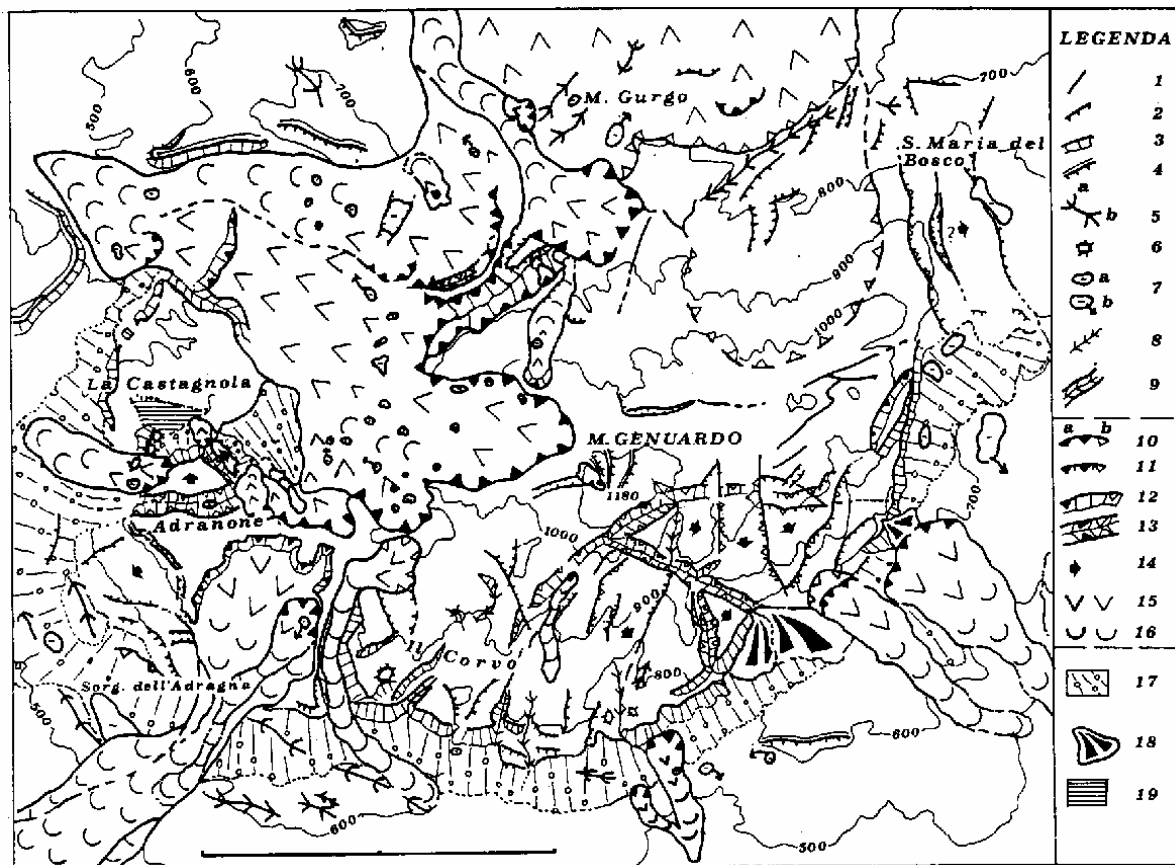 LEGENDA
1
2
3
4
a
b
5
6
a
b
7
8
9
a b
10
11
12
13
14
15
16
17
18
19
600
500
700
M. Gurgo
700
S. Maria del
Bosco
800
900
1000
?
La Castagnola
M. GENUARDO
1180
700
Adranone
1000
900
Il Corvo
800
Sorg. dell'Adragna
500
600
600
500